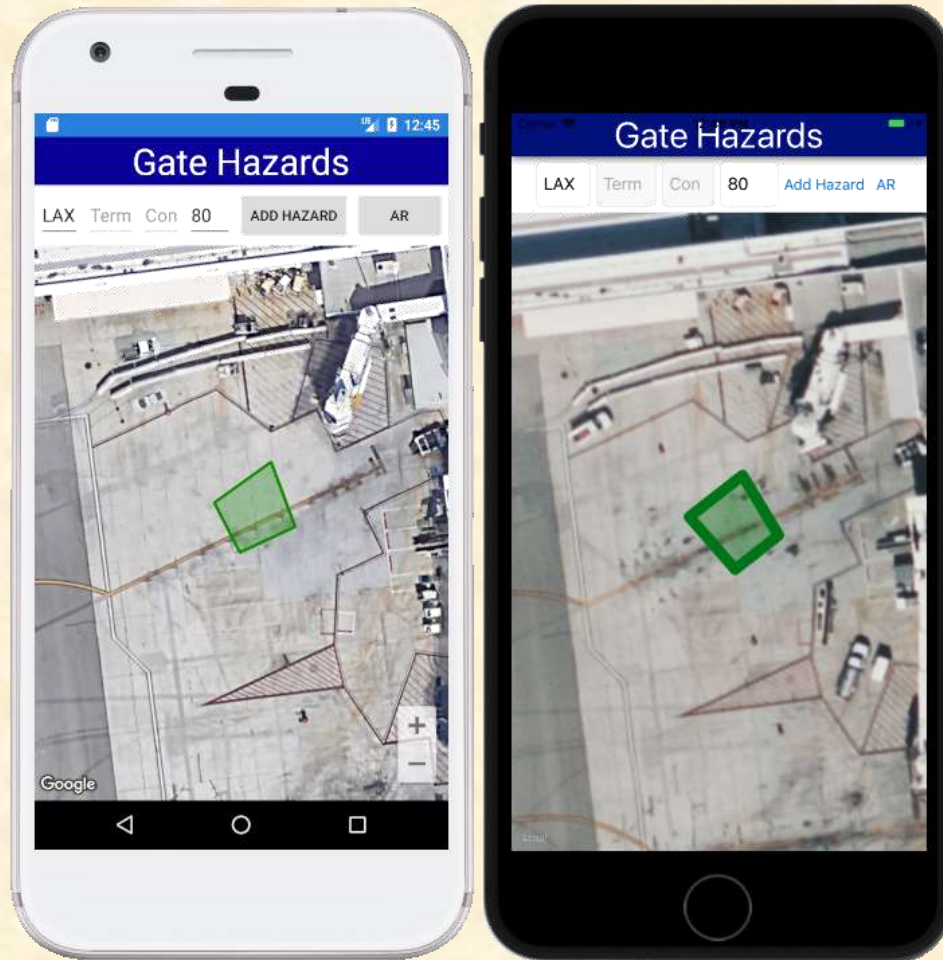 12:45
Gate Hazards
LAX Term Con 80 ADD HAZARD AR
Google
Gate Hazards
LAX Term Con 80 Add Hazard AR
Legal